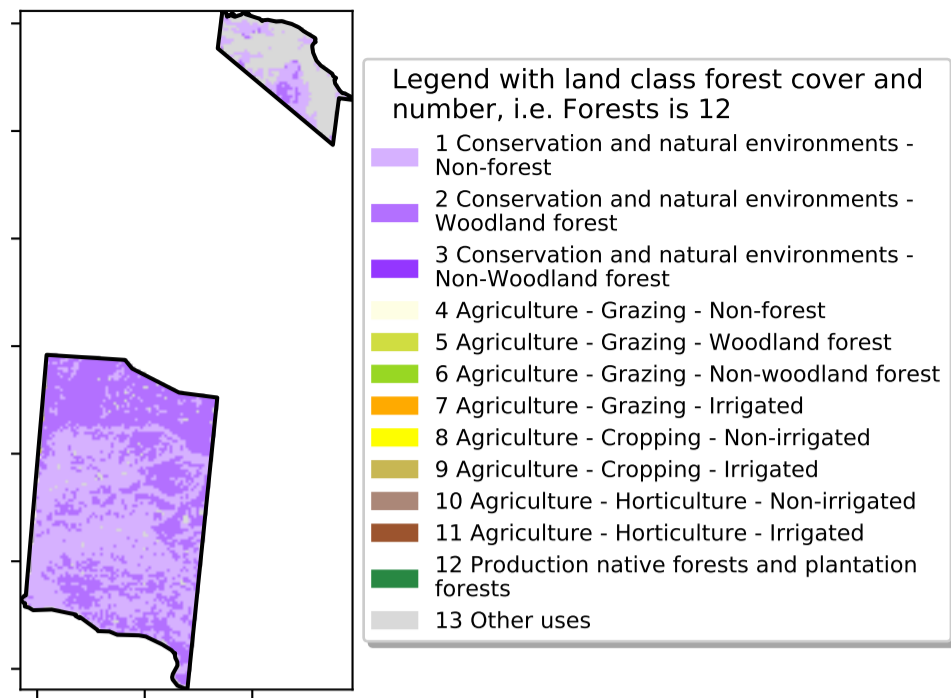 Legend with land class forest cover and
number, i.e. Forests is 12
1 Conservation and natural environments -
Non-forest
2 Conservation and natural environments -
Woodland forest
3 Conservation and natural environments -
Non-Woodland forest
4 Agriculture - Grazing - Non-forest
5 Agriculture - Grazing - Woodland forest
6 Agriculture - Grazing - Non-woodland forest
7 Agriculture - Grazing - Irrigated
8 Agriculture - Cropping - Non-irrigated
9 Agriculture - Cropping - Irrigated
10 Agriculture - Horticulture - Non-irrigated
11 Agriculture - Horticulture - Irrigated
12 Production native forests and plantation
forests
13 Other uses